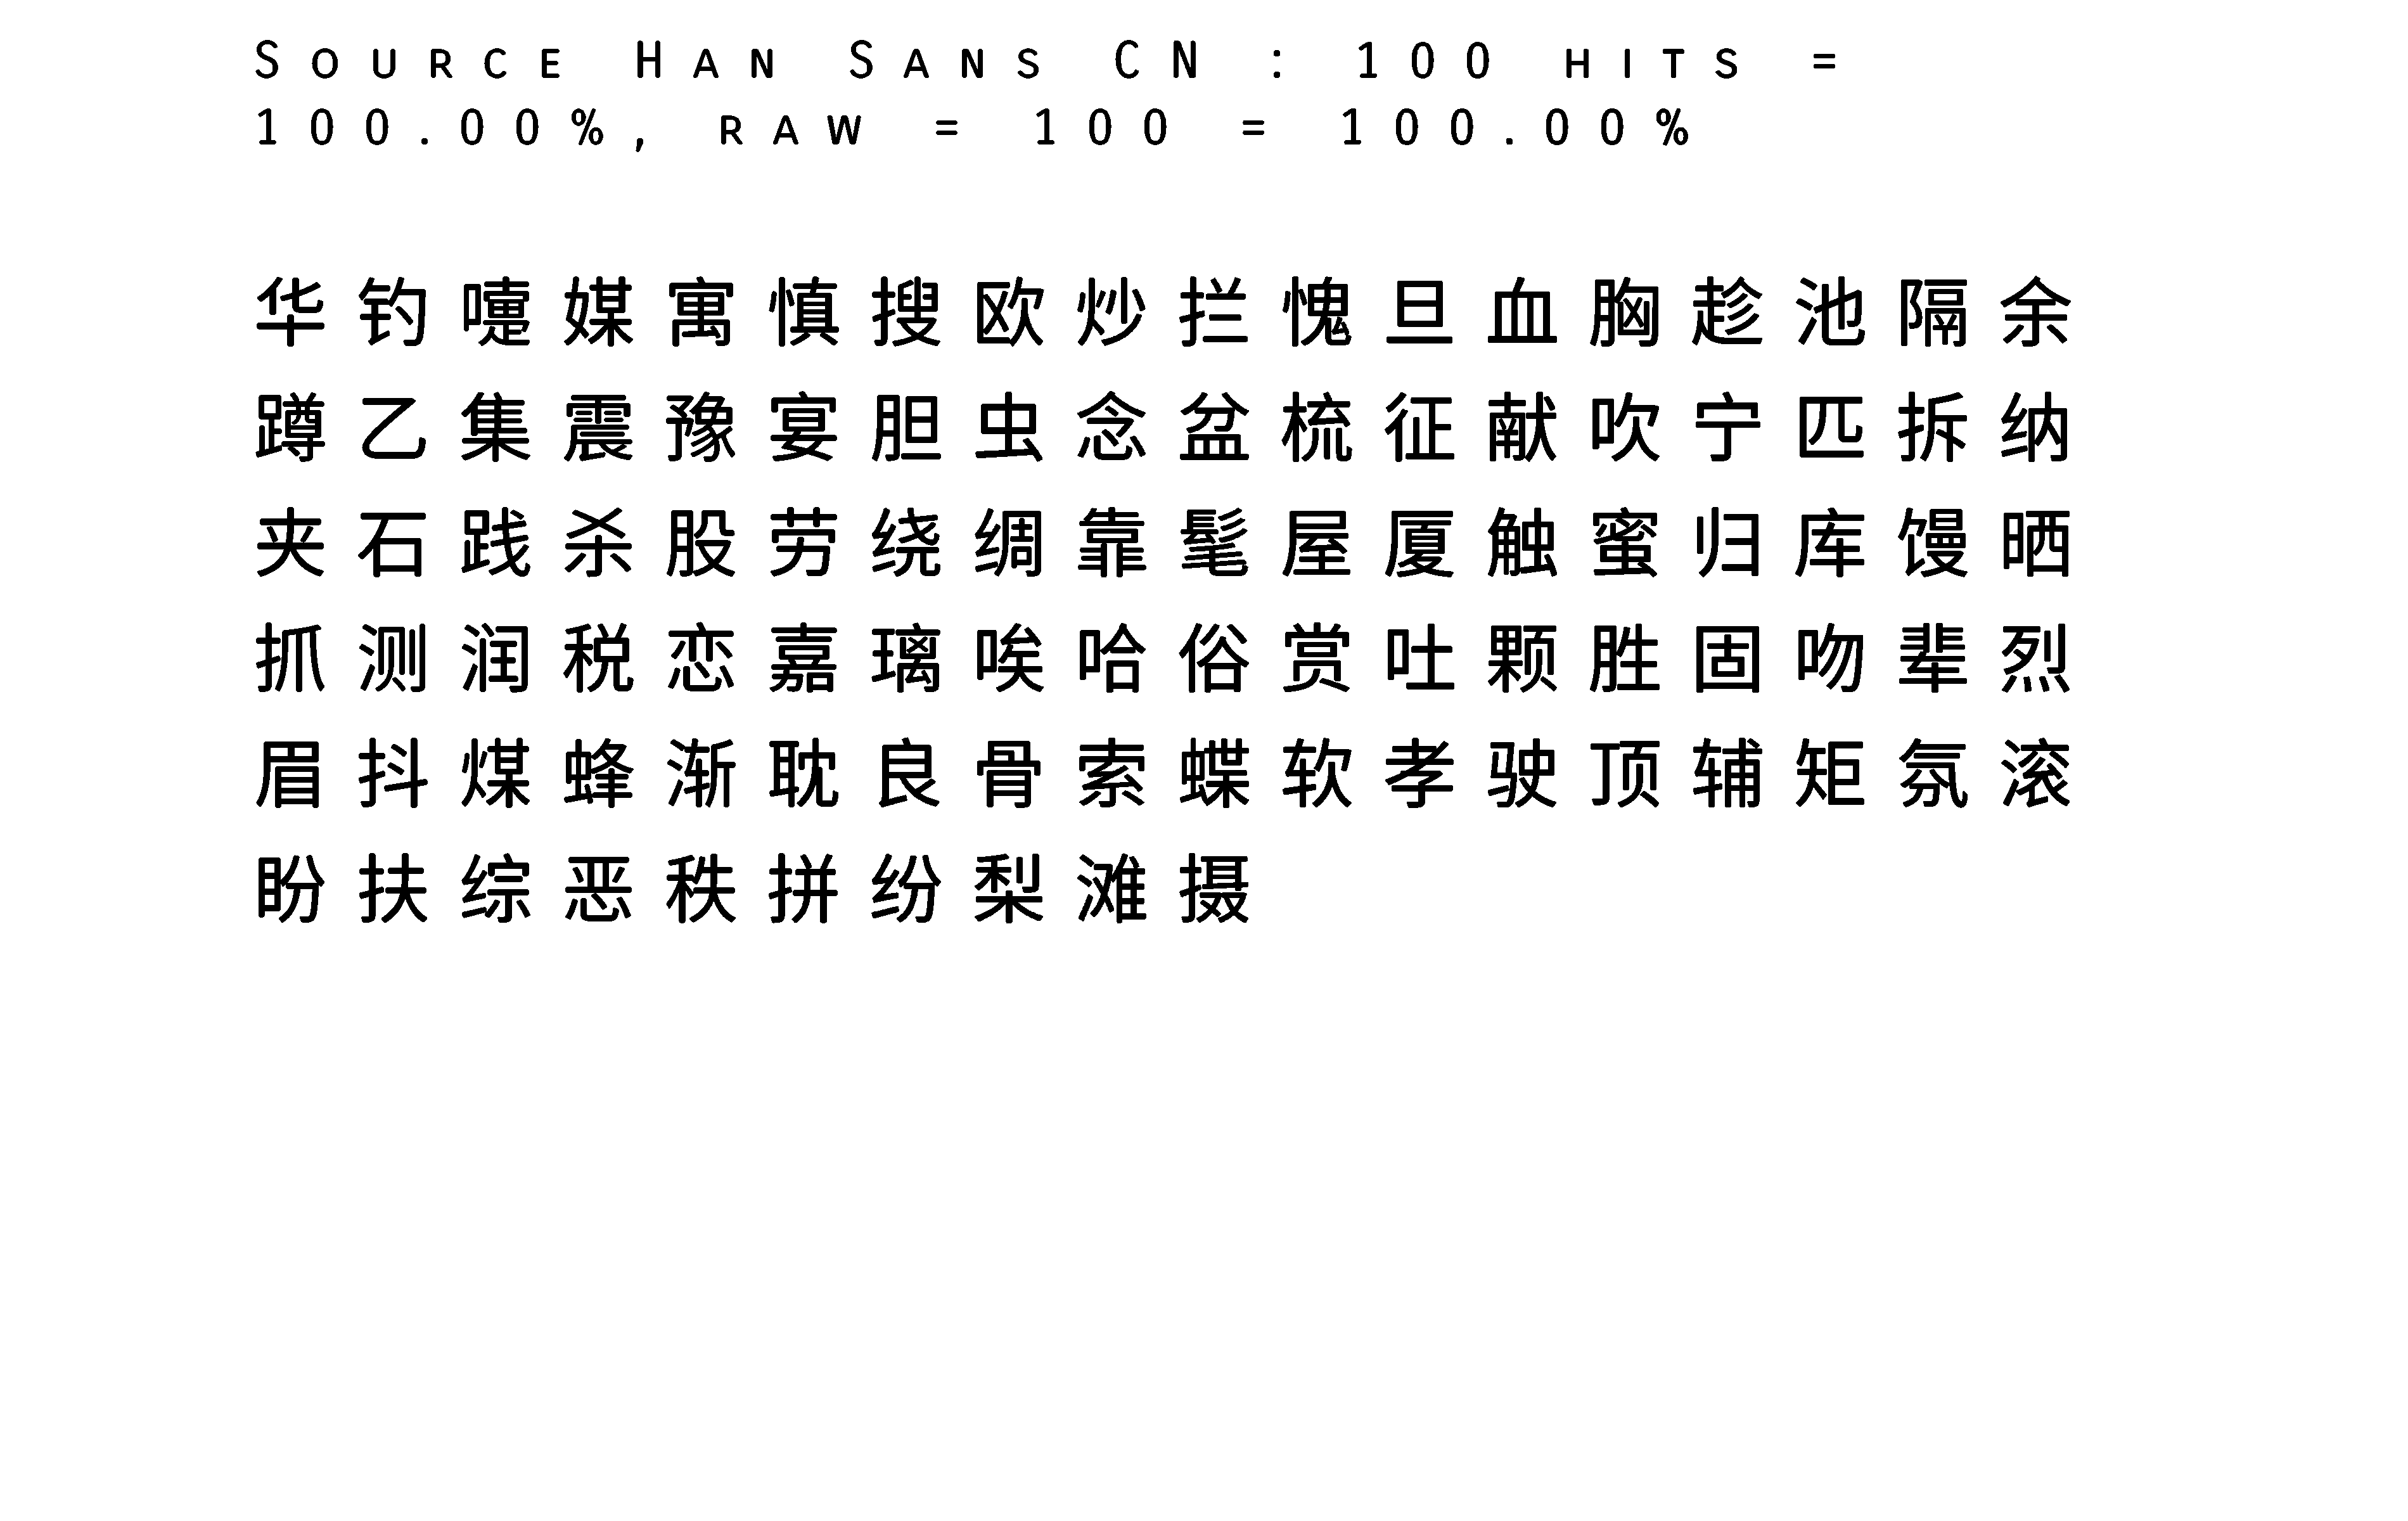 Source Han Sans CN : 100 hits =
100.00%, raw = 100 = 100.00%
华钓嚏媒寓慎搜欧炒拦愧旦血胸趁池隔余
蹲乙集震豫宴胆虫念盆梳征献吹宁匹拆纳
夹石践杀股劳绕绸靠髦屋厦触蜜归库馒晒
抓测润税恋嘉璃唉哈俗赏吐颗胜固吻辈烈
眉抖煤蜂渐耽良骨索蝶软孝驶顶辅矩氛滚
盼扶综恶秩拼纷梨滩摄